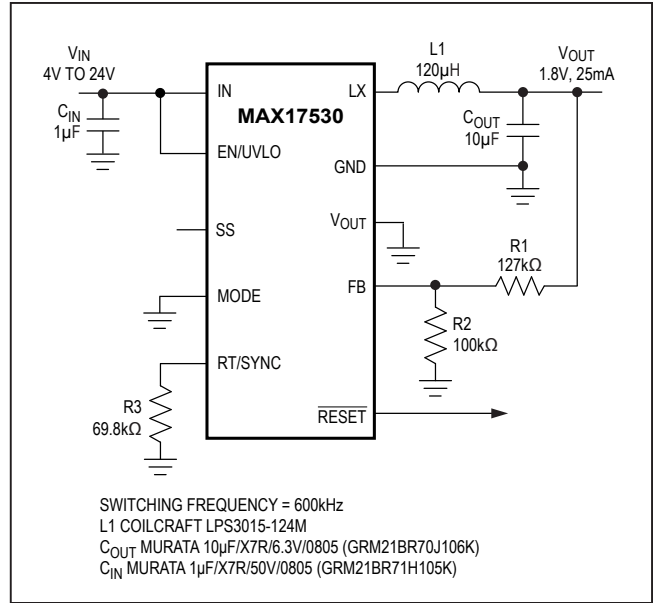 VIN
4V TO 24V
CIN
1µF
IN
EN/UVLO
SS
MODE
RT/SYNC
R3
69.8kΩ
MAX17530
LX
GND
VOUT
FB
RESET
L1
120µH
VOUT
1.8V, 25mA
COUT
10µF
R1
127kΩ
R2
100kΩ
SWITCHING FREQUENCY = 600kHz
L1 COILCRAFT LPS3015-124M
COUT MURATA 10µF/X7R/6.3V/0805 (GRM21BR70J106K)
CIN MURATA 1µF/X7R/50V/0805 (GRM21BR71H105K)